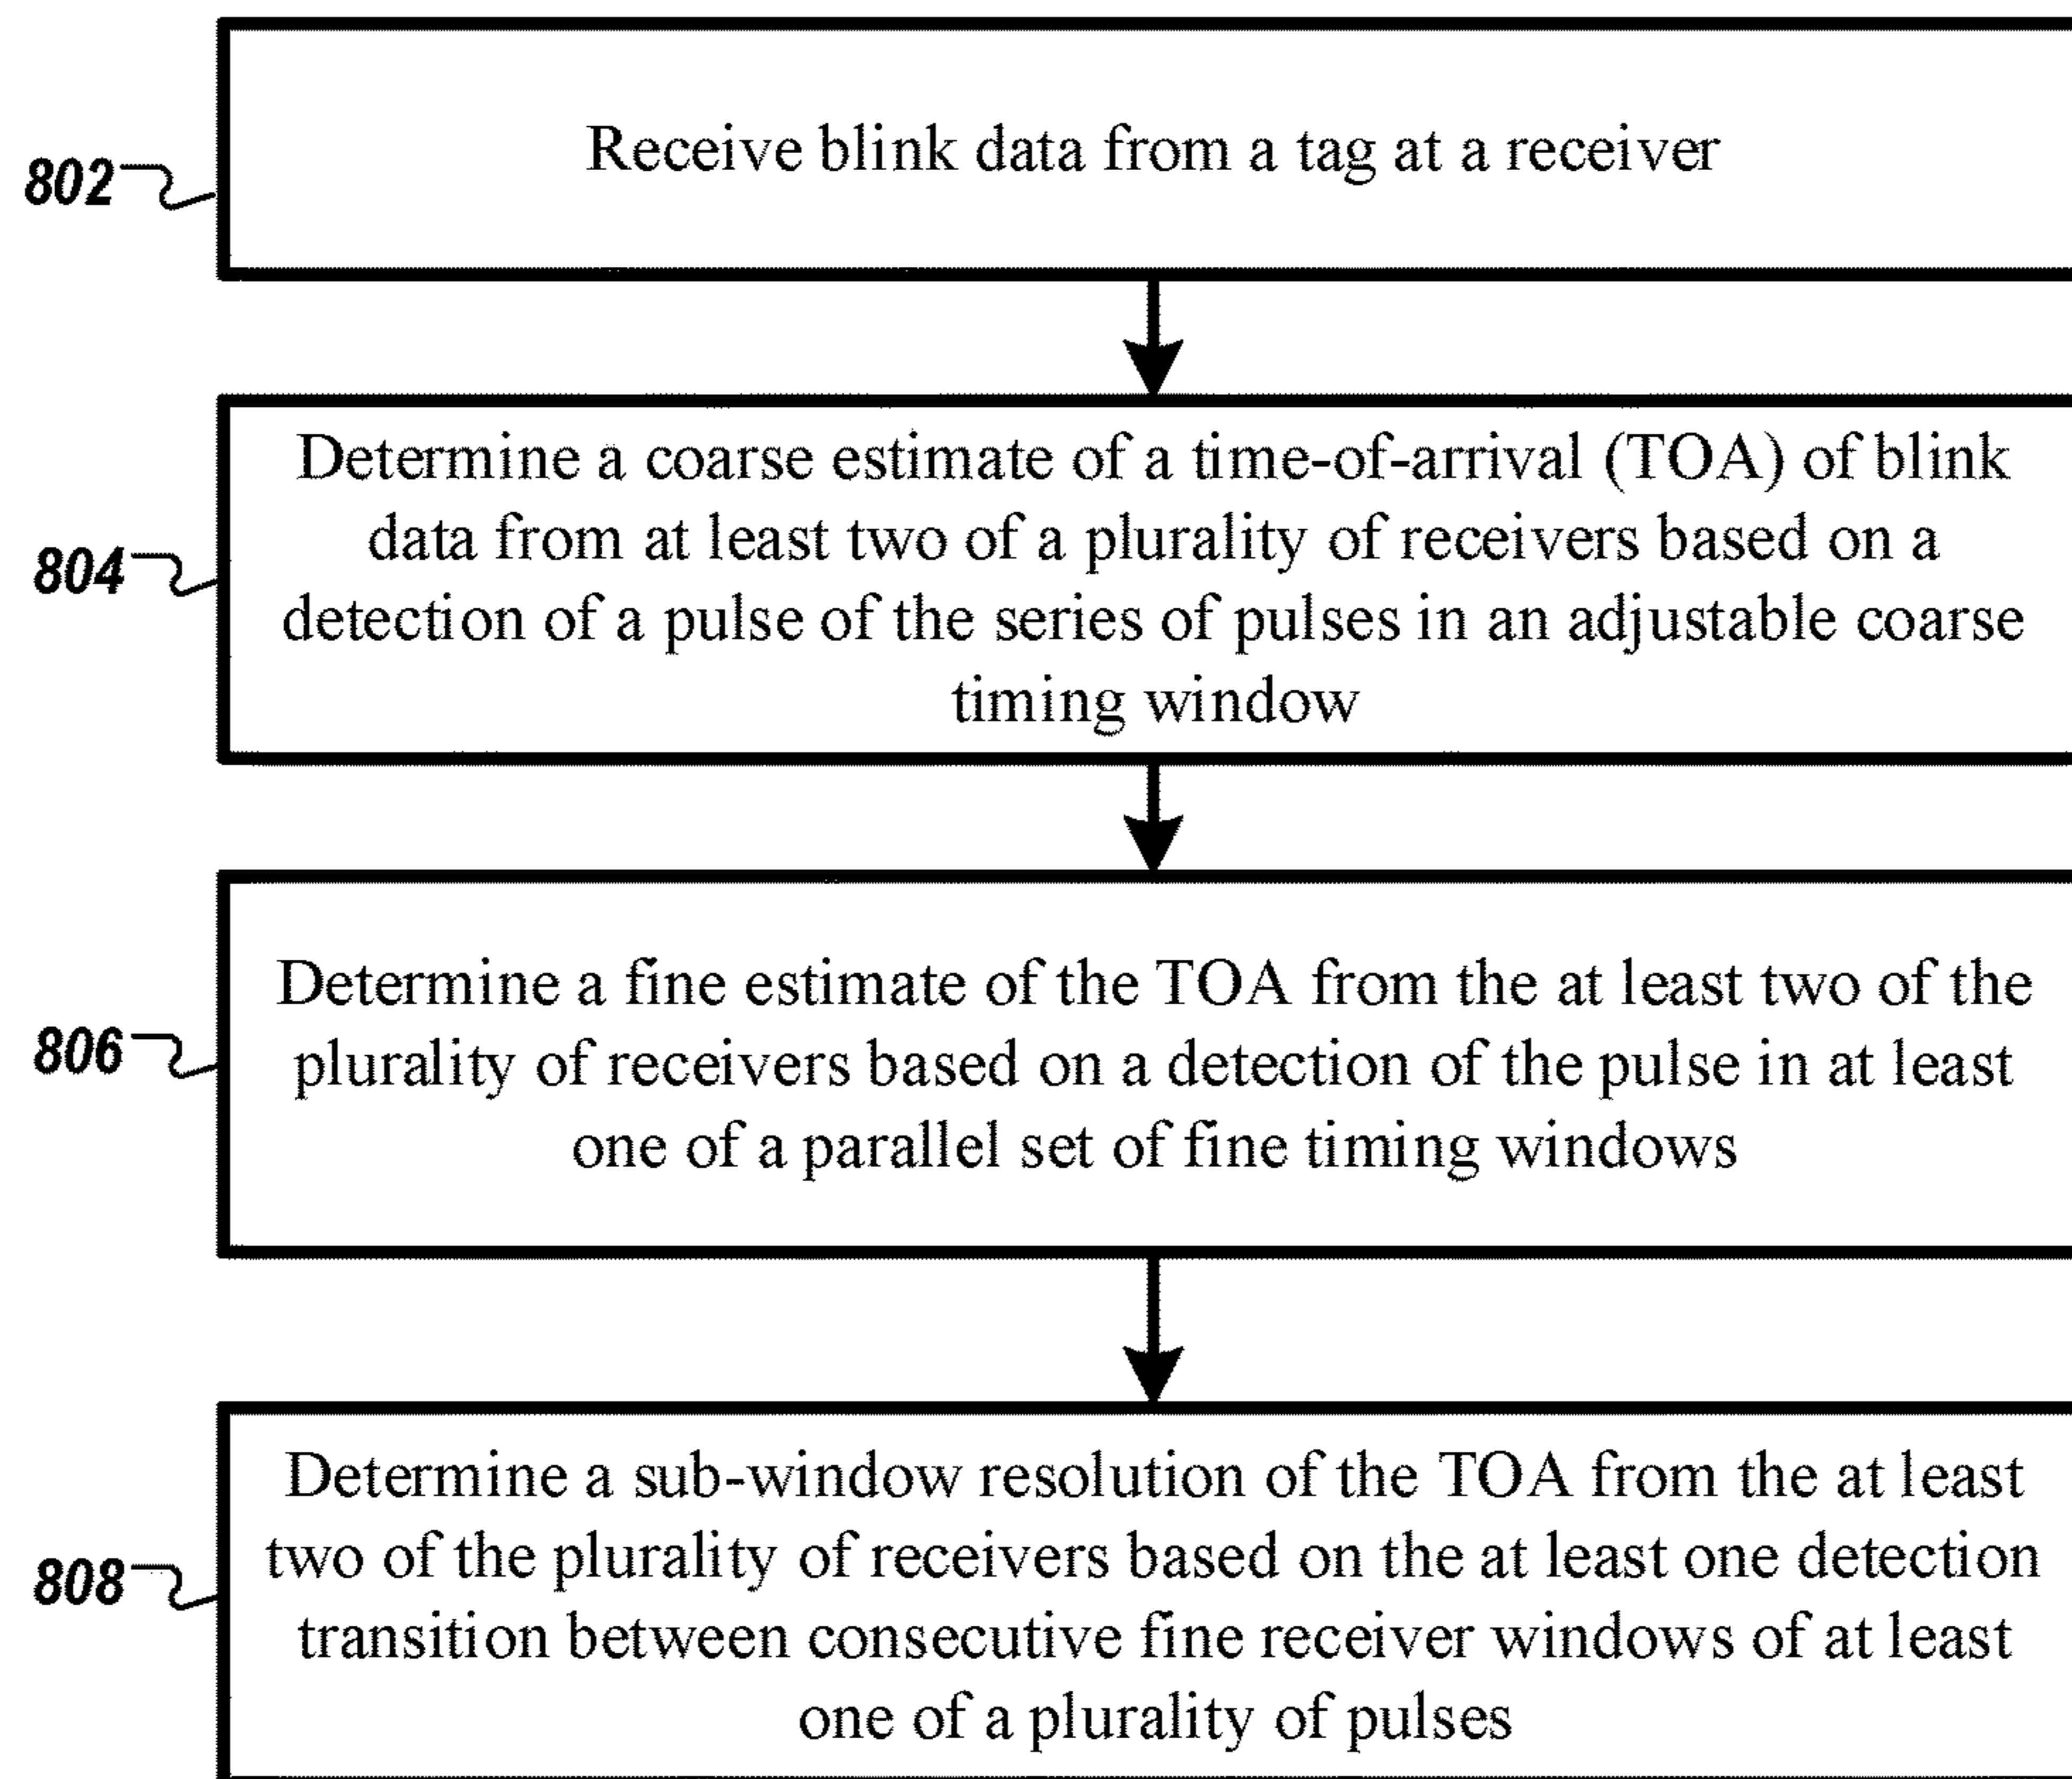 802
Receive blink data from a tag at a receiver
804
Determine a coarse estimate of a time-of-arrival (TOA) of blink
data from at least two of a plurality of receivers based on a
detection of a pulse of the series of pulses in an adjustable coarse
timing window
806
Determine a fine estimate of the TOA from the at least two of the
plurality of receivers based on a detection of the pulse in at least
one of a parallel set of fine timing windows
808
Determine a sub-window resolution of the TOA from the at least
two of the plurality of receivers based on the at least one detection
transition between consecutive fine receiver windows of at least
one of a plurality of pulses